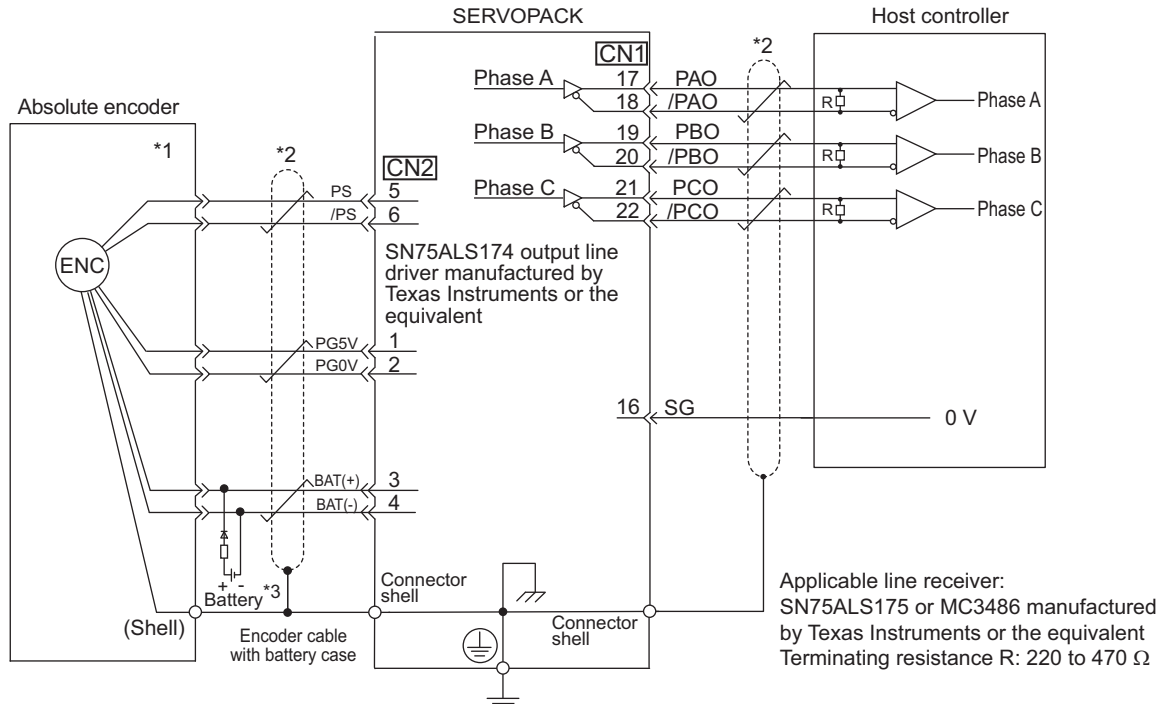 SERVOPACK
Host controller
Absolute encoder
*1
*2
CN2
PS
5
/PS
6
ENC
SN75ALS174 output line
driver manufactured by
Texas Instruments or the
equivalent
PG5V
1
PG0V
2
BAT(+)
3
BAT(-)
4
+ -
Battery
*3
(Shell)
Encoder cable
with battery case
Connector
shell
CN1
*2
Phase A
17
PAO
18
/PAO
R
Phase A
Phase B
19
PBO
20
/PBO
R
Phase B
Phase C
21
PCO
22
/PCO
R
Phase C
16
SG
0 V
Connector
shell
Applicable line receiver:
SN75ALS175 or MC3486 manufactured
by Texas Instruments or the equivalent
Terminating resistance R: 220 to 470 Ω